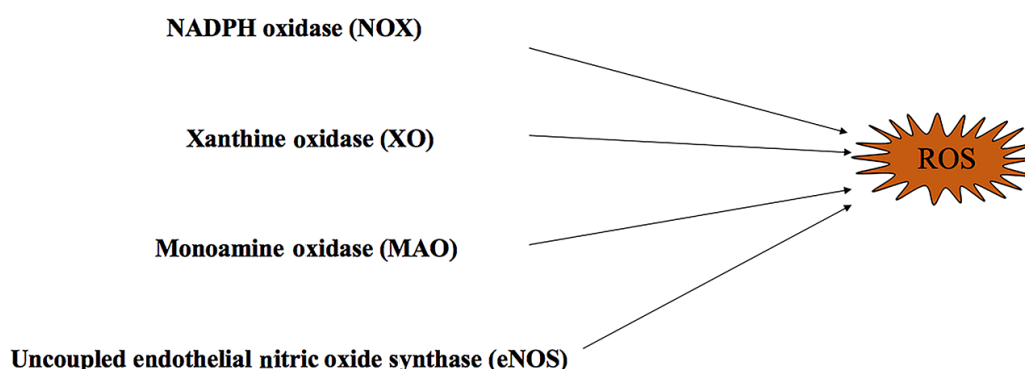 NADPH oxidase (NOX)
Xanthine oxidase (XO)
ROS
Monoamine oxidase (MAO)
Uncoupled endothelial nitric oxide synthase (eNOS)